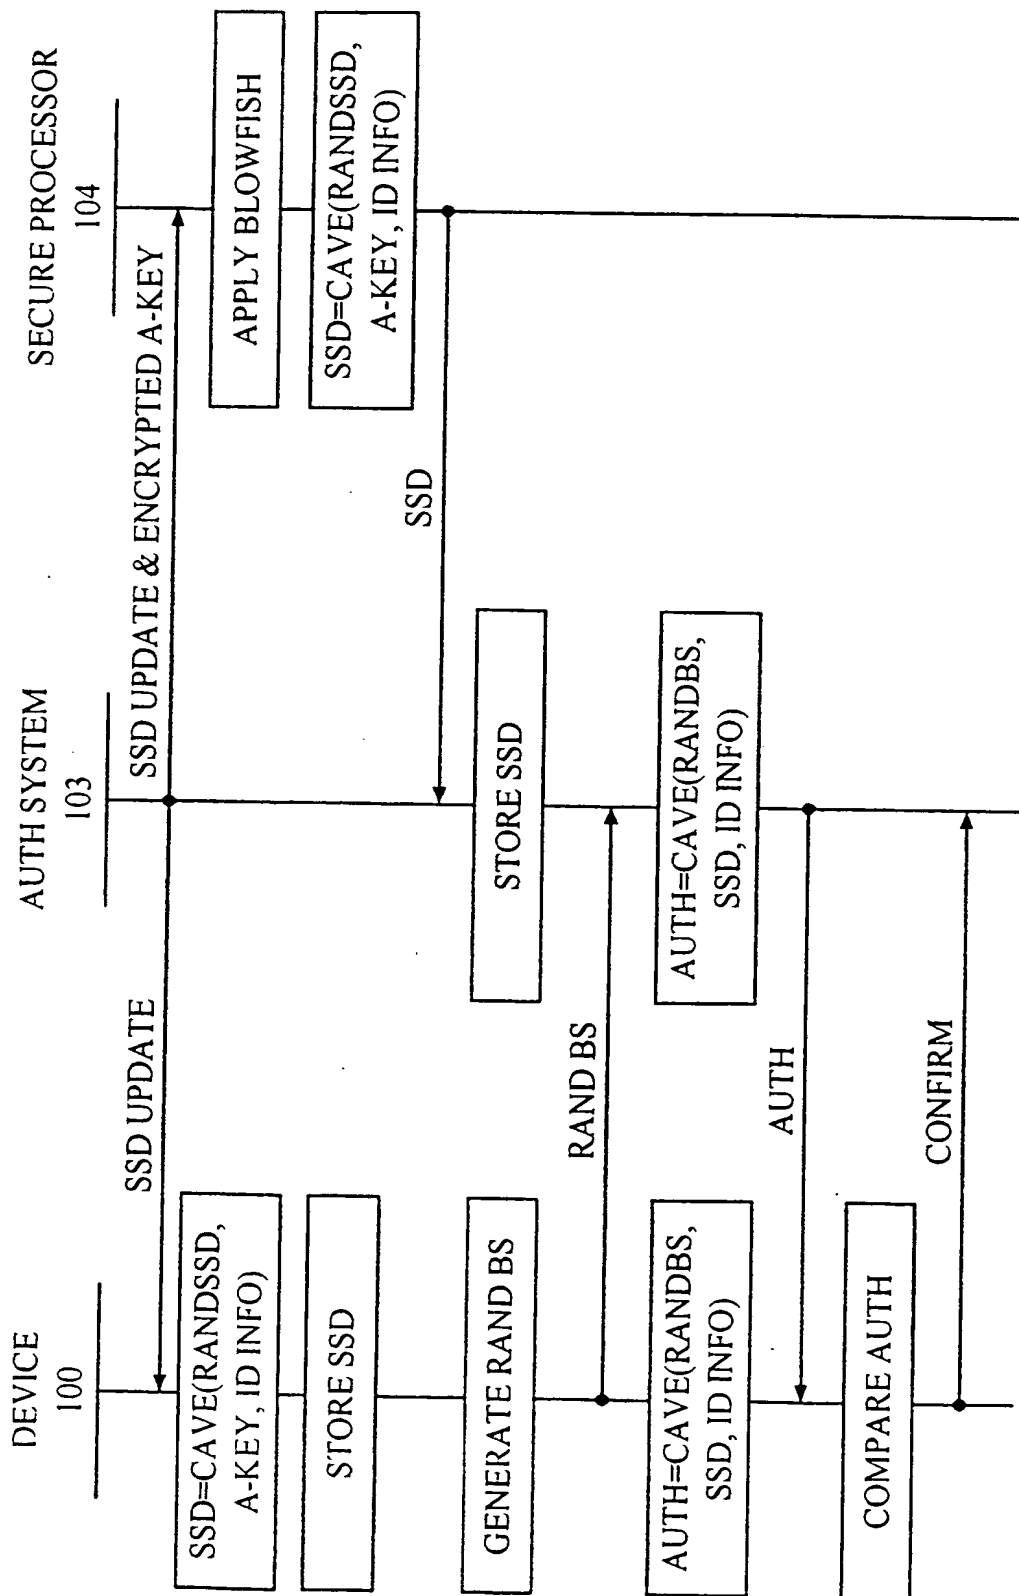 DEVICE
100
AUTH SYSTEM
103
SECURE PROCESSOR
104
SSD UPDATE
SSD UPDATE & ENCRYPTED A-KEY
SSD=CAVE(RANDSSD,
A-KEY, ID INFO)
APPLY BLOWFISH
STORE SSD
SSD=CAVE(RANDSSD,
A-KEY, ID INFO)
SSD
GENERATE RAND BS
STORE SSD
RAND BS
AUTH=CAVE(RANDBS,
SSD, ID INFO)
AUTH=CAVE(RANDBS,
SSD, ID INFO)
AUTH
COMPARE AUTH
CONFIRM